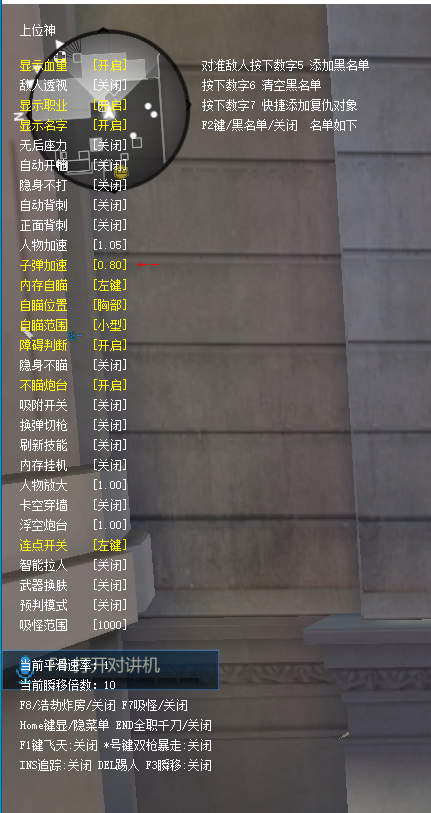 上位神
显示血量 [开启] 对准敌人按下数字5 添加黑名单
敌人透视 [关闭] 按下数字6 清空黑名单
显示职业 [开启] 按下数字7 快捷添加复仇对象
显示名字 [开启] F2键/黑名单/关闭 名单如下
无后座力 [关闭]
自动开枪 [关闭]
隐身不打 [关闭]
自动背刺 [关闭]
正面背刺 [关闭]
人物加速 [1.05]
子弹加速 [0.80]
内存自瞄 [左键]
自瞄位置 [胸部]
自瞄范围 [小型]
障碍判断 [开启]
隐身不瞄 [关闭]
不瞄炮台 [开启]
吸附开关 [关闭]
换弹切枪 [关闭]
刷新技能 [关闭]
内存挂机 [关闭]
人物放大 [1.00]
卡空穿墙 [关闭]
浮空炮台 [1.00]
连点开关 [左键]
智能拉人 [关闭]
武器换肤 [关闭]
预判模式 [关闭]
吸怪范围 [1000]
当前平滑速率: 1 开对讲机
当前瞬移倍数: 10
F8/浩劫炸房/关闭 F7吸怪/关闭
Home键显/隐菜单 END全职千刀/关闭
F1键飞天:关闭 *号键双枪暴走:关闭
INS追踪:关闭 DEL踢人 F3瞬移:关闭